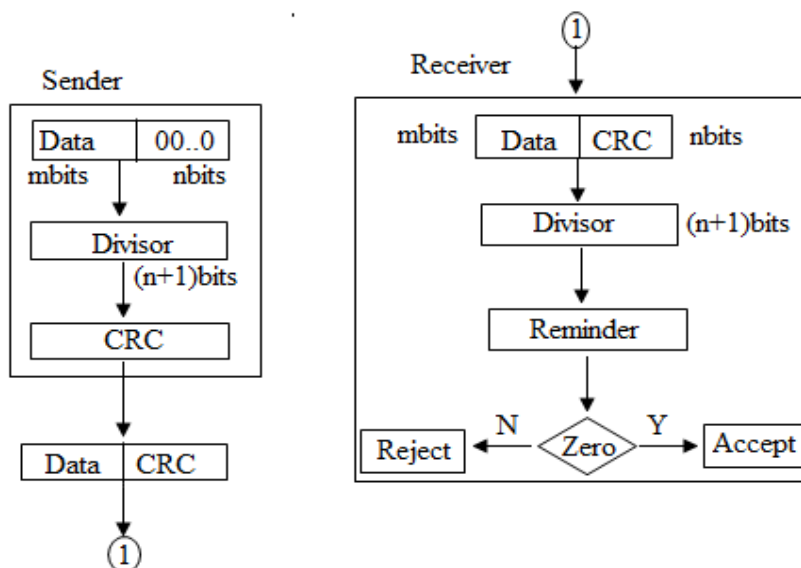 Sender
Data 00..0
mbits nbits
Divisor
(n+1)bits
CRC
Data CRC
1
1
Receiver
mbits Data CRC nbits
Divisor (n+1)bits
Reminder
N Zero Y
Reject Accept